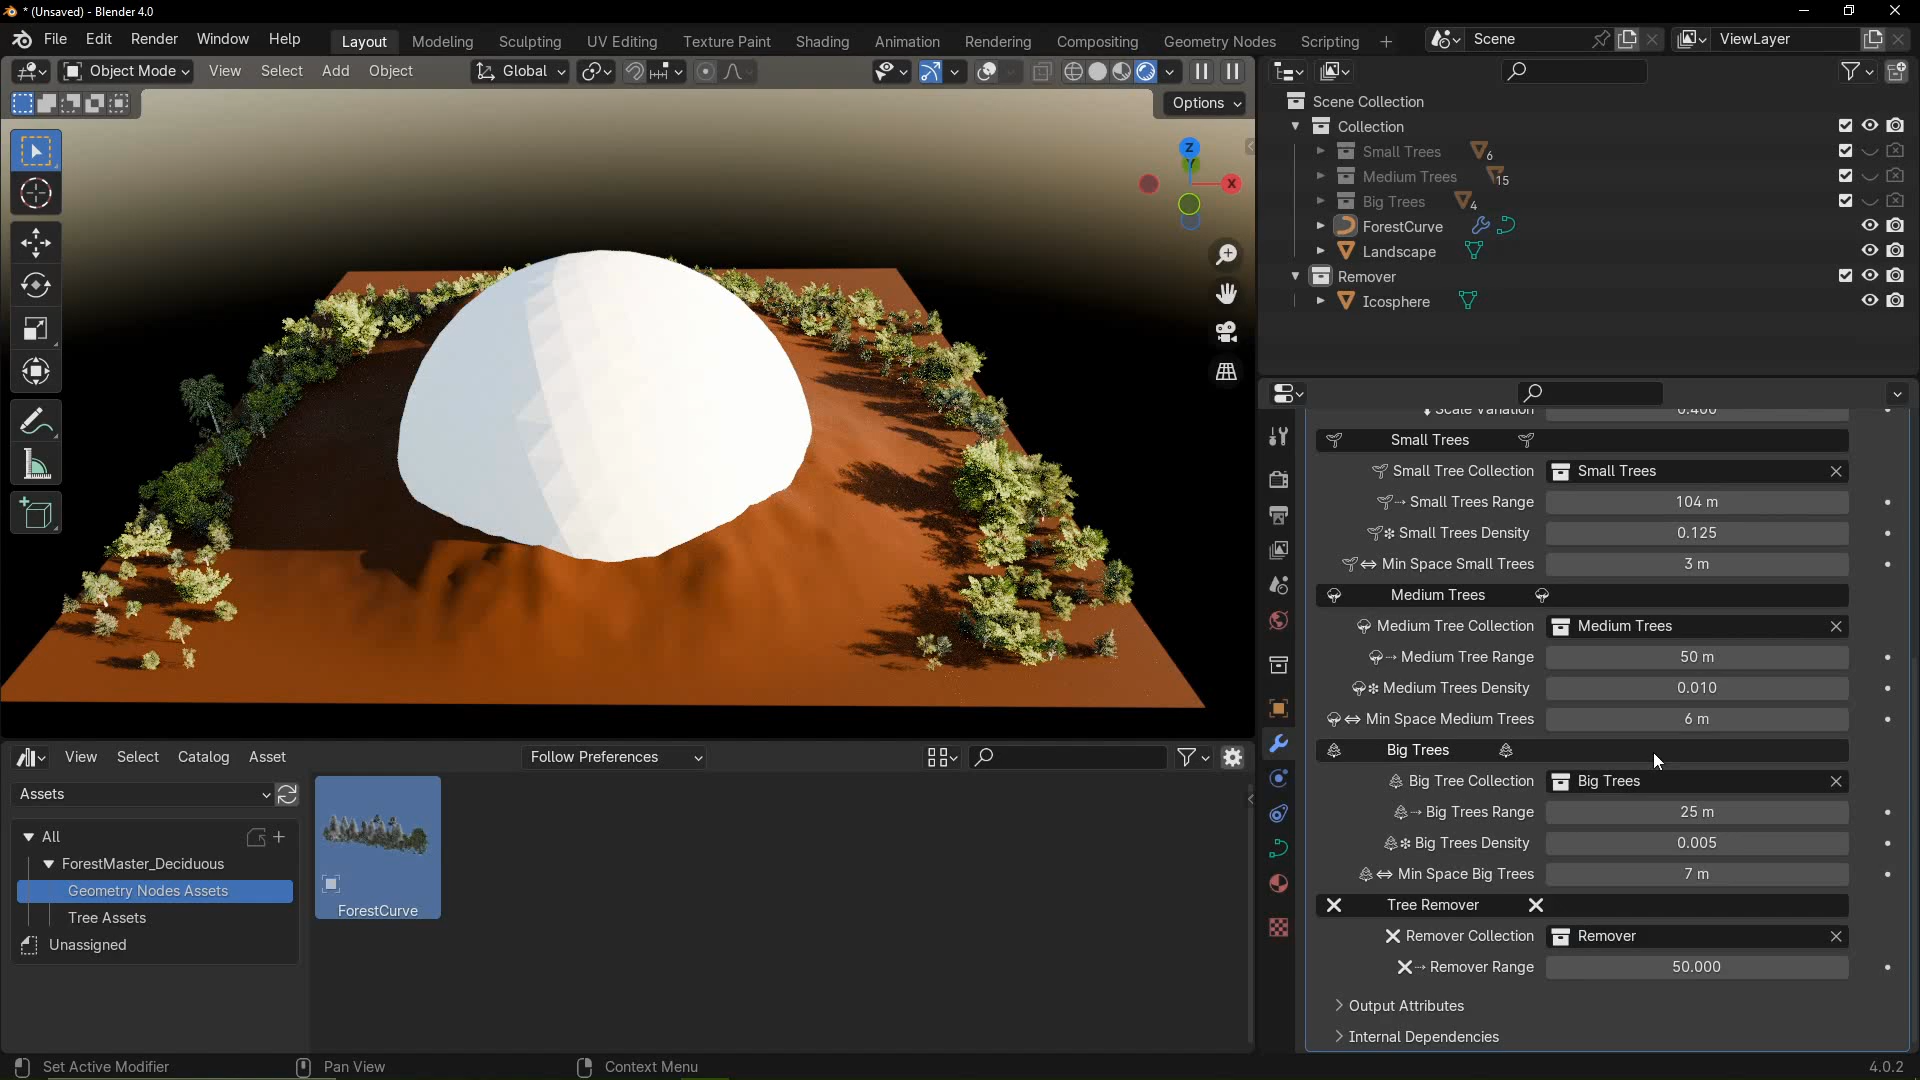 * (Unsaved) - Blender 4.0
File Edit Render Window Help Layout Modeling Sculpting UV Editing Texture Paint Shading Animation Rendering Compositing Geometry Nodes Scripting + Scene ViewLayer
Object Mode View Select Add Object Global
Options
Z
Y
X
Scene Collection
Collection
Small Trees 6
Medium Trees 15
Big Trees 4
ForestCurve
Landscape
Remover
Icosphere
Scale Variation 0.400
Small Trees
Small Tree Collection Small Trees
Small Trees Range 104 m
Small Trees Density 0.125
Min Space Small Trees 3 m
Medium Trees
Medium Tree Collection Medium Trees
Medium Tree Range 50 m
Medium Trees Density 0.010
Min Space Medium Trees 6 m
Big Trees
Big Tree Collection Big Trees
Big Trees Range 25 m
Big Trees Density 0.005
Min Space Big Trees 7 m
Tree Remover
Remover Collection Remover
Remover Range 50.000
Output Attributes
Internal Dependencies
View Select Catalog Asset Follow Preferences
Assets
All
ForestMaster_Deciduous
Geometry Nodes Assets
Tree Assets
Unassigned
ForestCurve
Set Active Modifier Pan View Context Menu 4.0.2